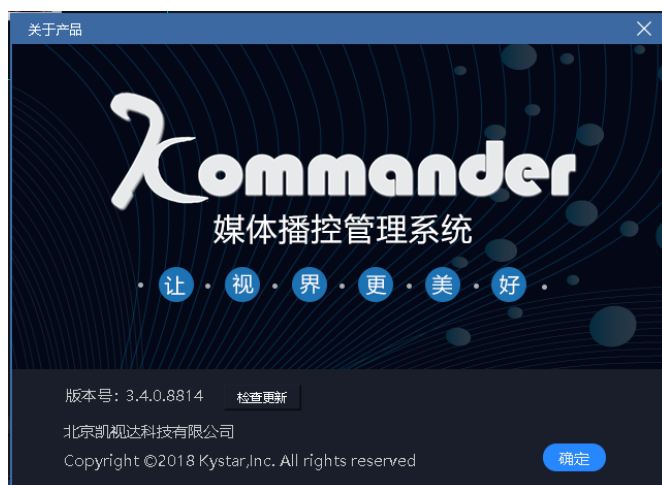 关于产品
Kommander
媒体播控管理系统
· 让 · 视 · 界 · 更 · 美 · 好 ·
版本号: 3.4.0.8814 检查更新
北京凯视达科技有限公司
Copyright ©2018 Kystar,Inc. All rights reserved
确定